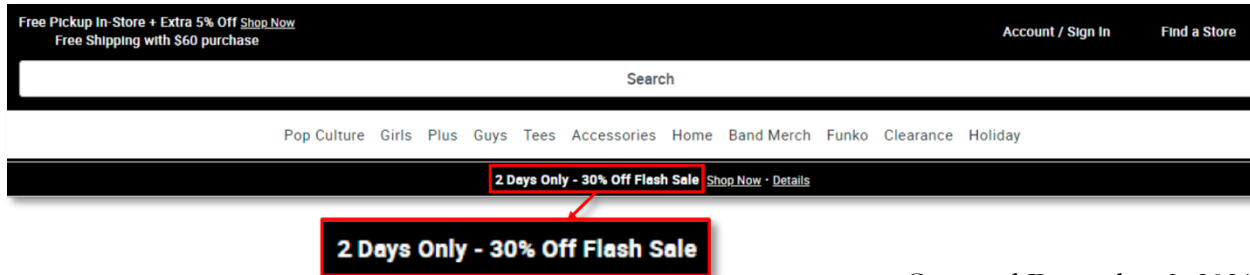 Free Pickup In-Store + Extra 5% Off Shop Now
Free Shipping with $60 purchase
Account / Sign In
Find a Store
Search
Pop Culture Girls Plus Guys Tees Accessories Home Band Merch Funko Clearance Holiday
2 Days Only - 30% Off Flash Sale Shop Now • Details
2 Days Only - 30% Off Flash Sale